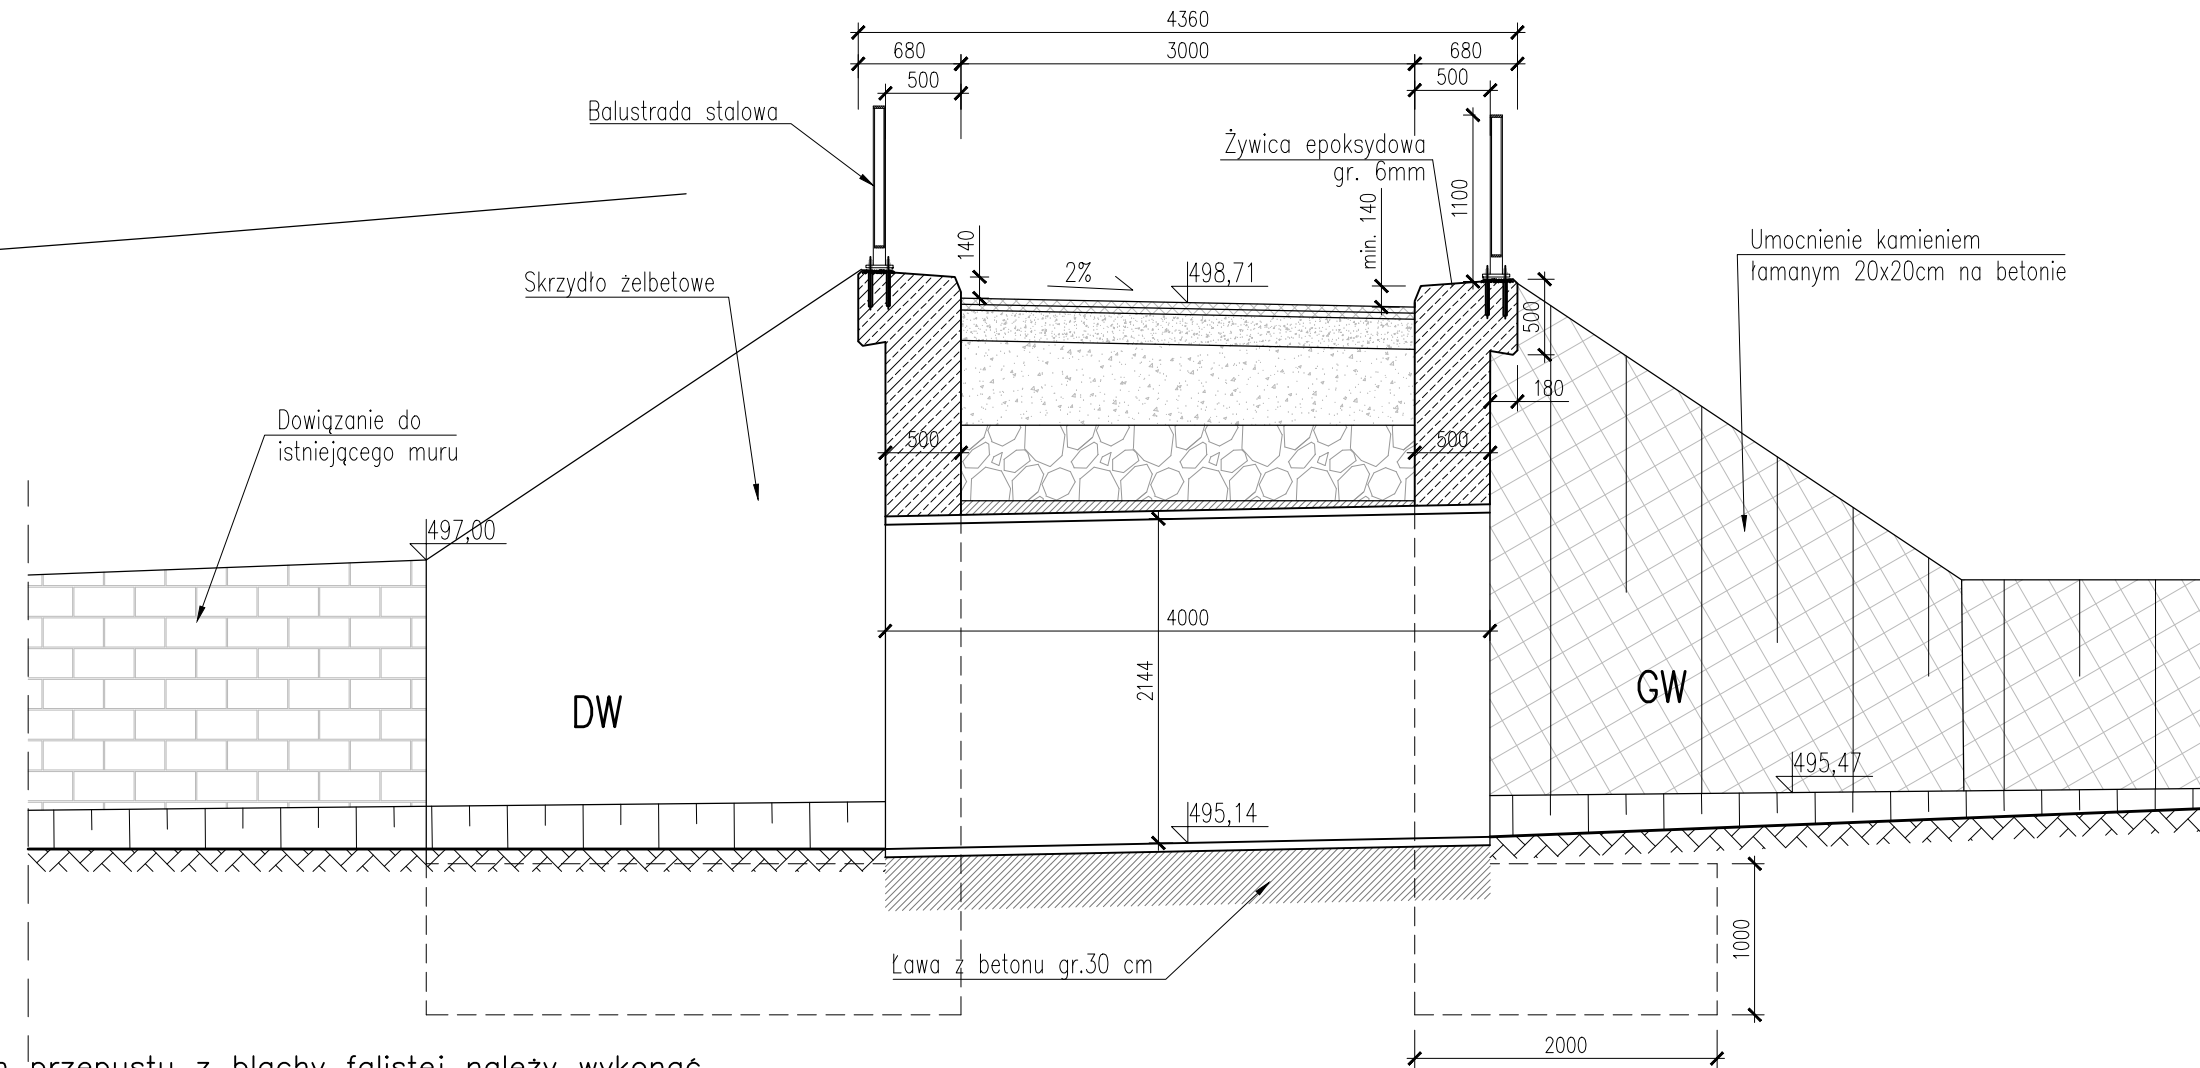 4360
680 3000 680
500 500
Balustrada stalowa
Żywica epoksydowa
gr. 6mm
1100
140
min. 140
2%
498,71
Umocnienie kamieniem
łamanym 20x20cm na betonie
Skrzydło żelbetowe
500
180
Dowiązanie do
istniejącego muru
500 500
497,00
4000
2144
DW
GW
495,47
495,14
1000
Ława z betonu gr.30 cm
2000
przepustu z blachy falistej należy wykonać